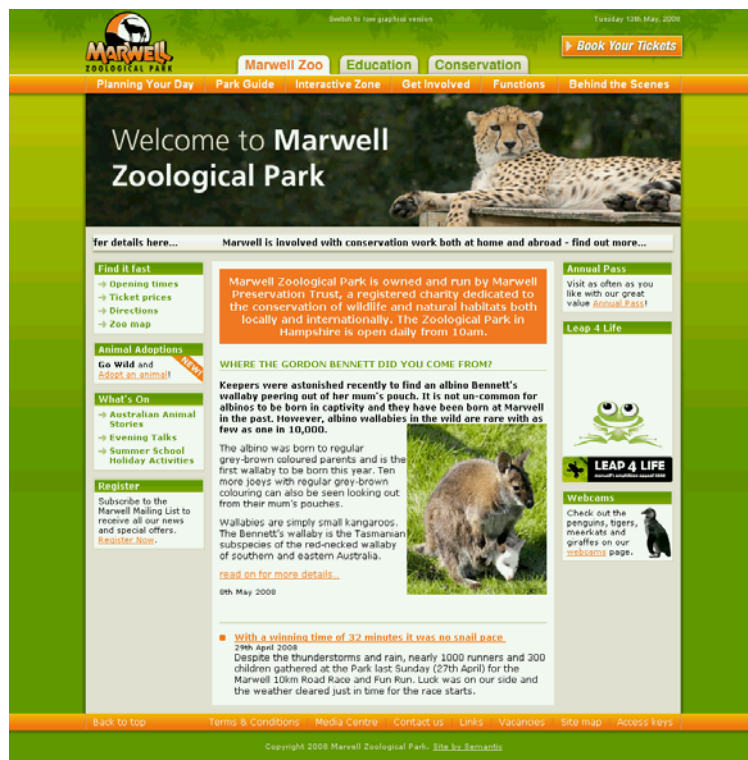 Switch to low graphical version
Tuesday 13th May, 2008
MARWELL
ZOOLOGICAL PARK
Book Your Tickets
Marwell Zoo
Education
Conservation
Planning Your Day
Park Guide
Interactive Zone
Get Involved
Functions
Behind the Scenes
Welcome to Marwell
Zoological Park
fer details here...
Marwell is involved with conservation work both at home and abroad - find out more...
Find it fast
Opening times
Ticket prices
Directions
Zoo map
Animal Adoptions
Go Wild and
Adopt an animal!
NEW!
What's On
Australian Animal
Stories
Evening Talks
Summer School
Holiday Activities
Register
Subscribe to the
Marwell Mailing List to
receive all our news
and special offers.
Register Now.
Marwell Zoological Park is owned and run by Marwell
Preservation Trust, a registered charity dedicated to
the conservation of wildlife and natural habitats both
locally and internationally. The Zoological Park in
Hampshire is open daily from 10am.
WHERE THE GORDON BENNETT DID YOU COME FROM?
Keepers were astonished recently to find an albino Bennett's
wallaby peering out of her mum's pouch. It is not un-common for
albinos to be born in captivity and they have been born at Marwell
in the past. However, albino wallabies in the wild are rare with as
few as one in 10,000.
The albino was born to regular
grey-brown coloured parents and is the
first wallaby to be born this year. Ten
more joeys with regular grey-brown
colouring can also be seen looking out
from their mum's pouches.
Wallabies are simply small kangaroos.
The Bennett's wallaby is the Tasmanian
subspecies of the red-necked wallaby
of southern and eastern Australia.
read on for more details...
8th May 2008
With a winning time of 32 minutes it was no snail pace
29th April 2008
Despite the thunderstorms and rain, nearly 1000 runners and 300
children gathered at the Park last Sunday (27th April) for the
Marwell 10km Road Race and Fun Run. Luck was on our side and
the weather cleared just in time for the race starts.
Annual Pass
Visit as often as you
like with our great
value Annual Pass!
Leap 4 Life
LEAP 4 LIFE
marwell's amphibian appeal 2008
Webcams
Check out the
penguins, tigers,
meerkats and
giraffes on our
webcams page.
Back to top
Terms & Conditions
Media Centre
Contact us
Links
Vacancies
Site map
Access keys
Copyright 2008 Marwell Zoological Park. Site by Semantis